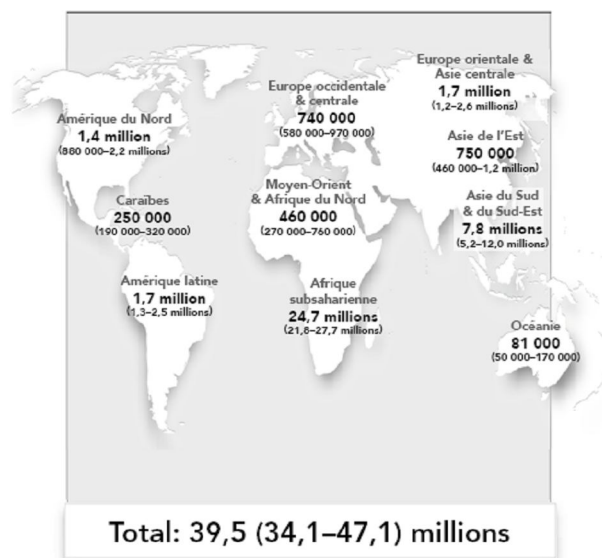 Europe orientale &
Asie centrale
1,7 million
(1,2–2,6 millions)
Europe occidentale
& centrale
740 000
(580 000–970 000)
Amérique du Nord
1,4 million
(880 000–2,2 millions)
Asie de l'Est
750 000
(460 000–1,2 million)
Moyen-Orient
& Afrique du Nord
460 000
(270 000–760 000)
Caraïbes
250 000
(190 000–320 000)
Asie du Sud
& du Sud-Est
7,8 millions
(5,2–12,0 millions)
Amérique latine
1,7 million
(1,3–2,5 millions)
Afrique
subsaharienne
24,7 millions
(21,8–27,7 millions)
Océanie
81 000
(50 000–170 000)
Total: 39,5 (34,1–47,1) millions